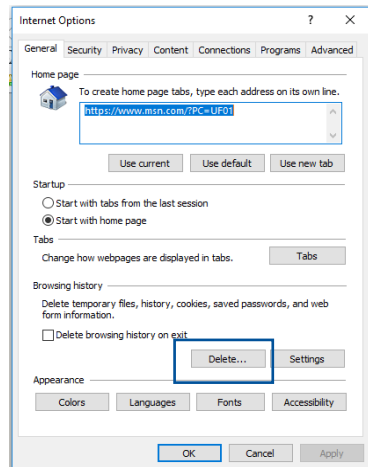 Internet Options ? X
General Security Privacy Content Connections Programs Advanced
Home page
To create home page tabs, type each address on its own line.
https://www.msn.com/?PC=UF01
Use current Use default Use new tab
Startup
Start with tabs from the last session
Start with home page
Tabs
Change how webpages are displayed in tabs. Tabs
Browsing history
Delete temporary files, history, cookies, saved passwords, and web
form information.
Delete browsing history on exit
Delete... Settings
Appearance
Colors Languages Fonts Accessibility
OK Cancel Apply